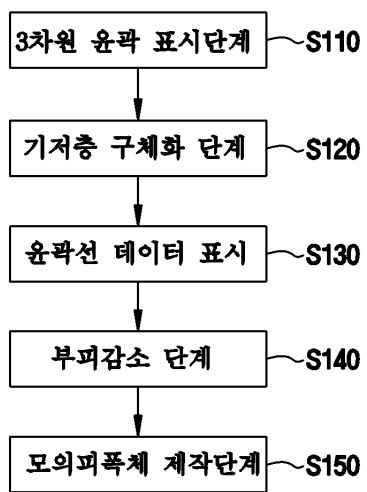 3차원 윤곽 표시단계 S110
기저층 구체화 단계 S120
윤곽선 데이터 표시 S130
부피감소 단계 S140
모의피폭체 제작단계 S150